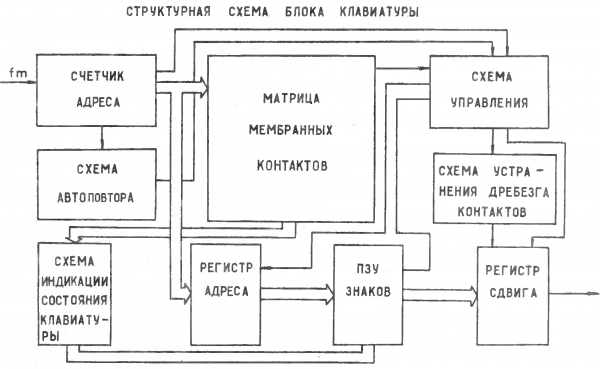 СТРУКТУРНАЯ СХЕМА БЛОКА КЛАВИАТУРЫ
fm
СЧЕТЧИК
АДРЕСА
МАТРИЦА
МЕМБРАННЫХ
КОНТАКТОВ
СХЕМА
УПРАВЛЕНИЯ
СХЕМА
АВТОПОВТОРА
СХЕМА УСТРА-
НЕНИЯ ДРЕБЕЗГА
КОНТАКТОВ
СХЕМА
ИНДИКАЦИИ
СОСТОЯНИЯ
КЛАВИАТУ-
РЫ
РЕГИСТР
АДРЕСА
ПЗУ
ЗНАКОВ
РЕГИСТР
СДВИГА